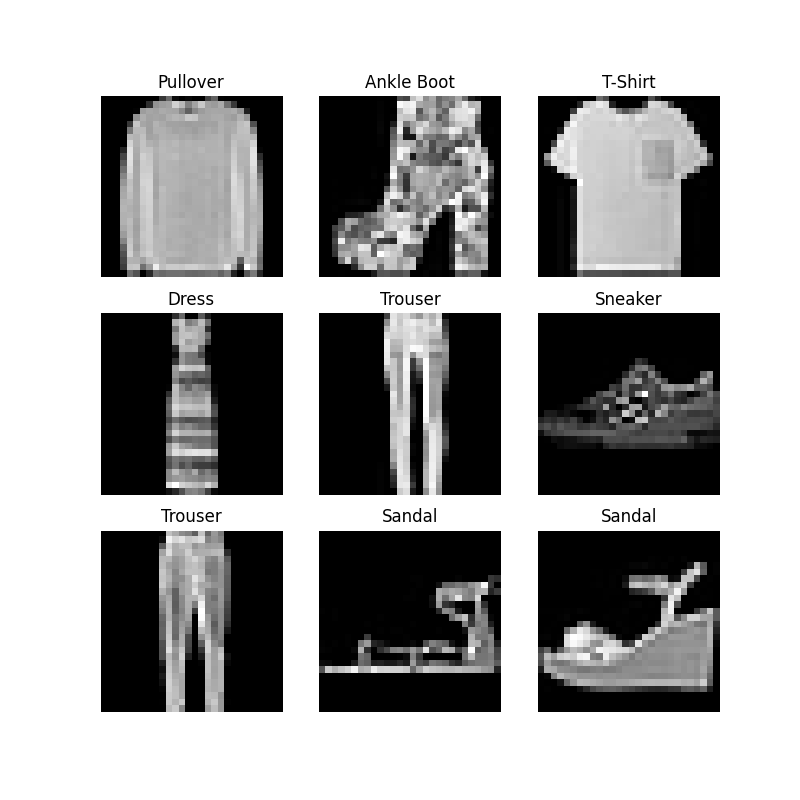 Pullover
Ankle Boot
T-Shirt
Dress
Trouser
Sneaker
Trouser
Sandal
Sandal